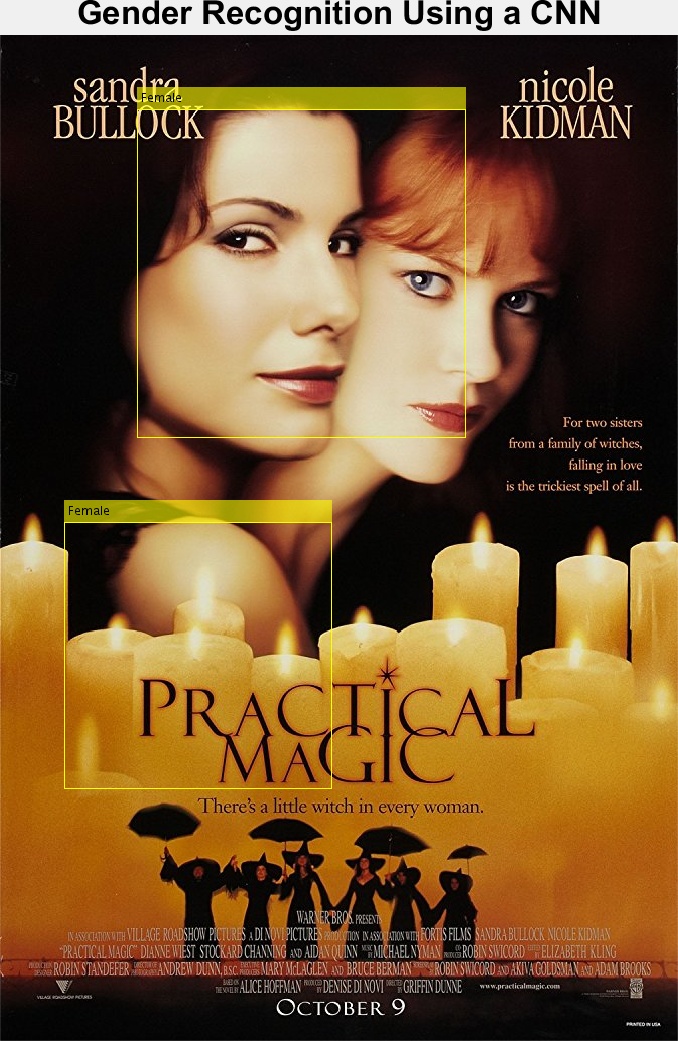 Gender Recognition Using a CNN
sandra
BULLOCK
nicole
KIDMAN
Female
For two sisters
from a family of witches,
falling in love
is the trickiest spell of all.
Female
PRACTICAL
MAGIC
There's a little witch in every woman.
WARNER BROS. PRESENTS
IN ASSOCIATION WITH VILLAGE ROADSHOW PICTURES A DI NOVI PICTURES PRODUCTION IN ASSOCIATION WITH FORTIS FILMS SANDRA BULLOCK NICOLE KIDMAN
"PRACTICAL MAGIC" DIANNE WIEST STOCKARD CHANNING AND AIDAN QUINN MUSIC BY MICHAEL NYMAN CO PRODUCER ROBIN SWICORD EDITED BY ELIZABETH KLING
PRODUCTION DESIGNER ROBIN STANDEFER DIRECTOR OF PHOTOGRAPHY ANDREW DUNN, B.S.C. EXECUTIVE PRODUCERS MARY McLAGLEN AND BRUCE BERMAN ROBIN SWICORD AND AKIVA GOLDSMAN AND ADAM BROOKS
BASED ON THE NOVEL BY ALICE HOFFMAN PRODUCED BY DENISE DI NOVI DIRECTED BY GRIFFIN DUNNE
www.practicalmagic.com
VILLAGE ROADSHOW PICTURES
OCTOBER 9
PRINTED IN USA